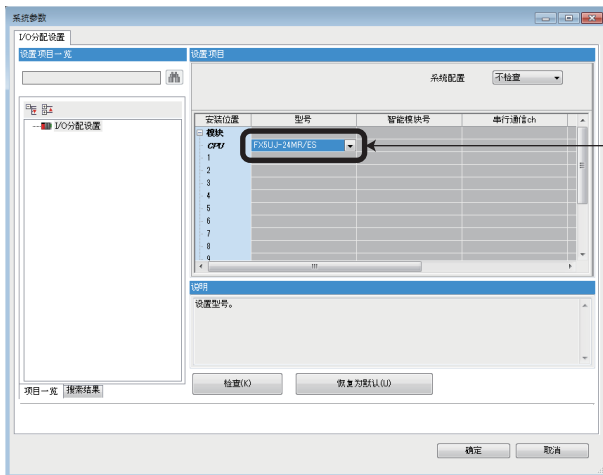 系统参数
I/O分配设置
设置项目一览
设置项目
系统配置 不检查
I/O分配设置
安装位置 型号 智能模块号 串行通信ch
模块
CPU FX5UJ-24MR/ES
1
2
3
4
5
6
7
8
9
说明
设置型号。
检查(K) 恢复为默认(U)
项目一览 搜索结果
确定 取消